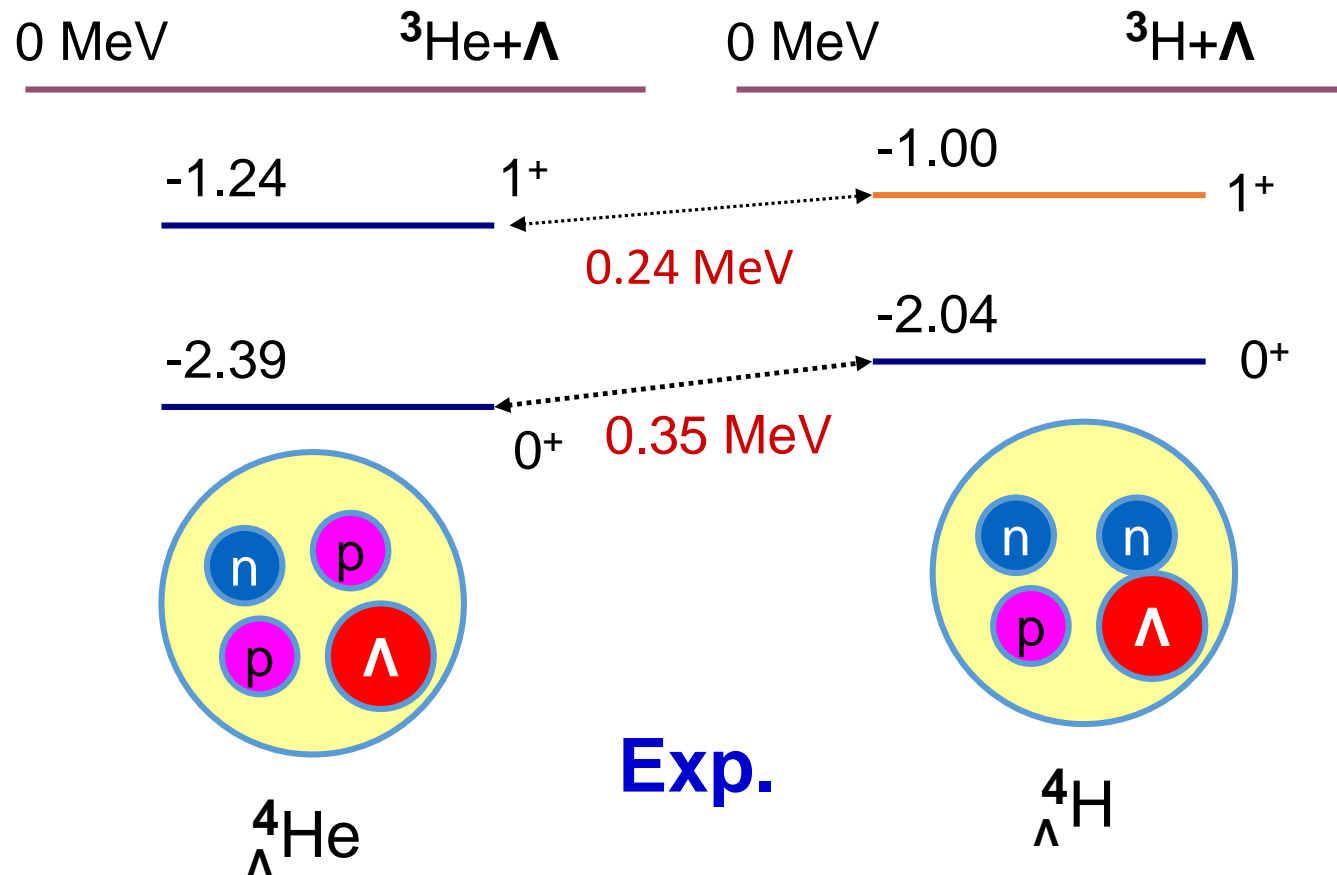 0 MeV ³He+Λ 0 MeV ³H+Λ
-1.24 1⁺ -1.00 1⁺
0.24 MeV
-2.39 -2.04
0⁺ 0.35 MeV 0⁺
n p n n
p Λ p Λ
Exp.
⁴ΛHe ⁴ΛH